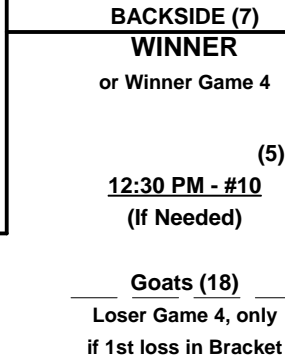 BACKSIDE (7)
WINNER
or Winner Game 4
(5)
12:30 PM - #10
(If Needed)
Goats (18)
Loser Game 4, only
if 1st loss in Bracket